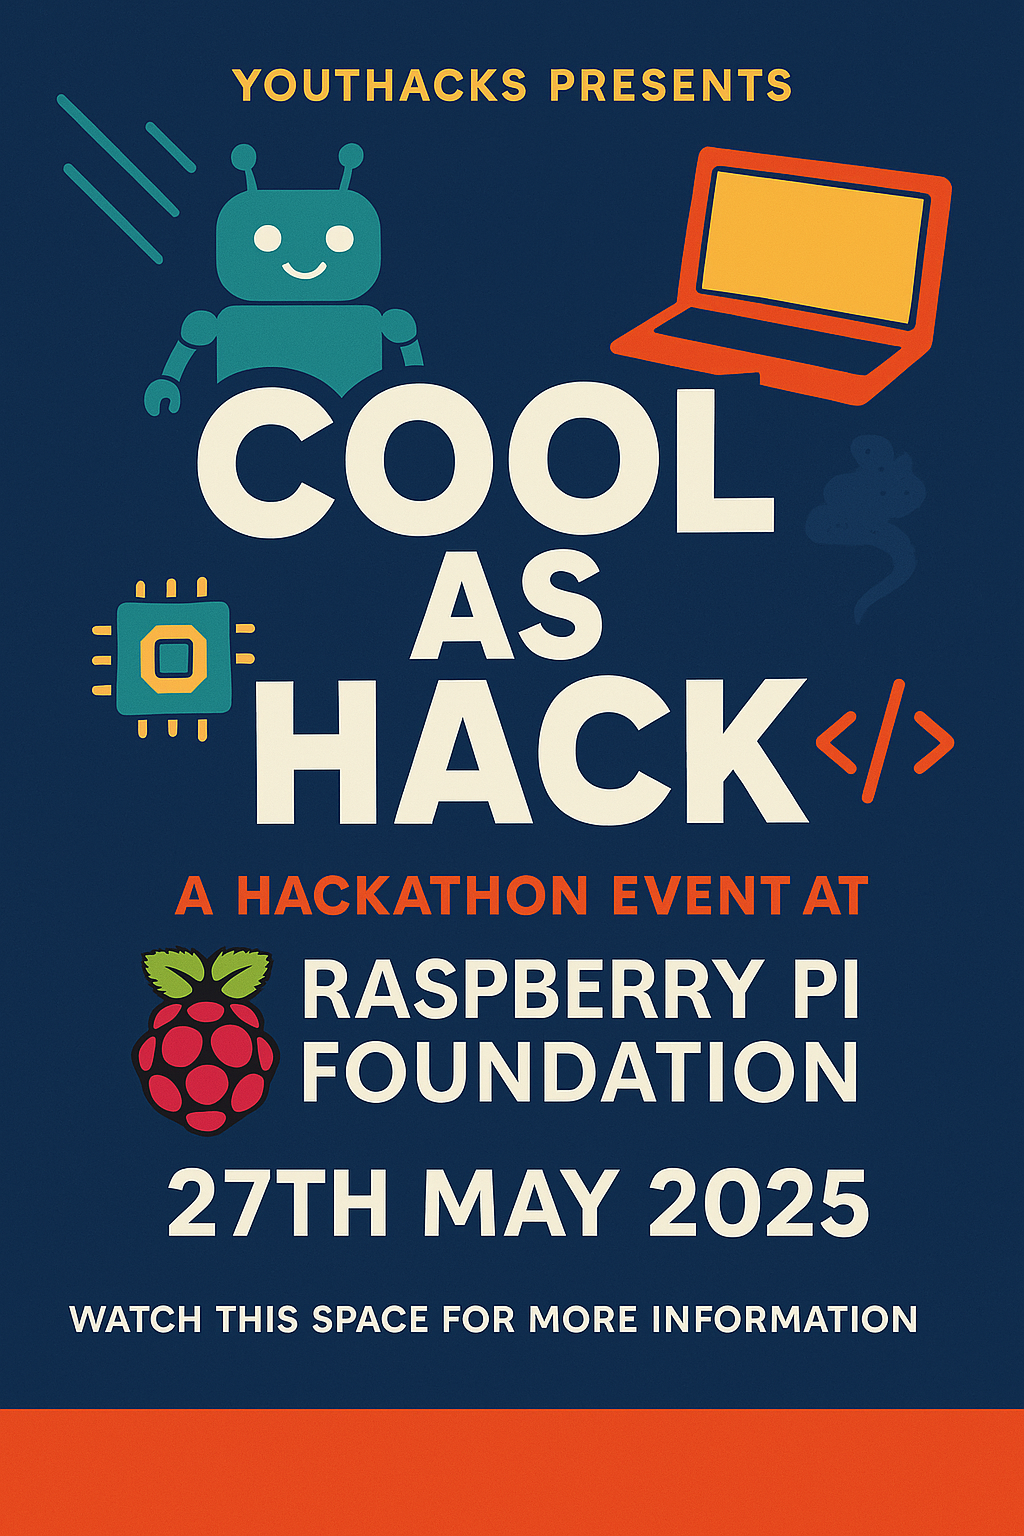 YOUTHACKS PRESENTS
COOL
AS
HACK
</>
A HACKATHON EVENT AT
RASPBERRY PI
FOUNDATION
27TH MAY 2025
WATCH THIS SPACE FOR MORE INFORMATION